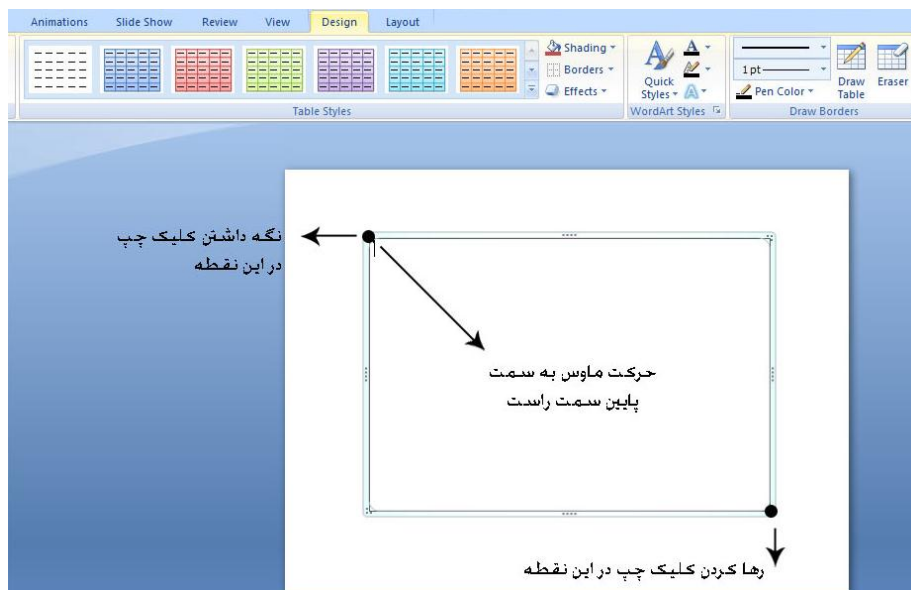 Animations Slide Show Review View Design Layout
Shading
Borders
Effects
Quick Styles
1 pt
Pen Color
Draw Table
Eraser
Table Styles
WordArt Styles
Draw Borders
نگه داشتن کلیک چپ
در این نقطه
حرکت ماوس به سمت
پایین سمت راست
رها کردن کلیک چپ در این نقطه